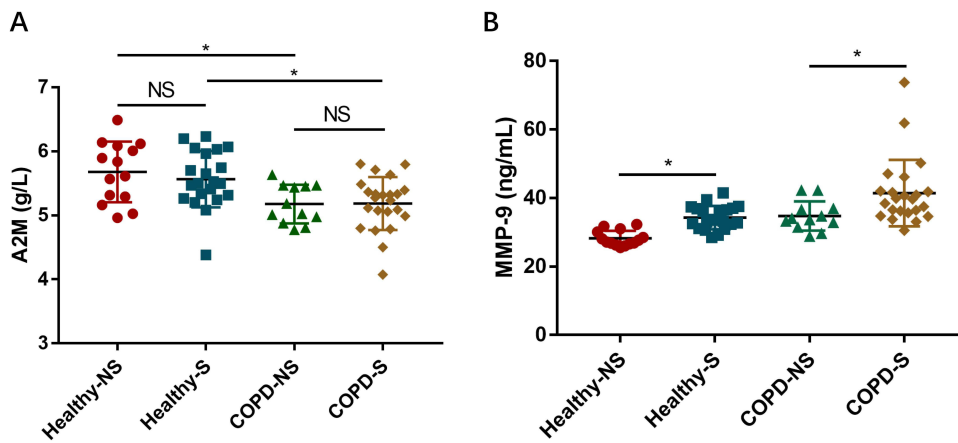 A
B
*
*
NS
NS
A2M (g/L)
7
6
5
4
3
Healthy-NS
Healthy-S
COPD-NS
COPD-S
*
*
MMP-9 (ng/mL)
80
60
40
20
0
Healthy-NS
Healthy-S
COPD-NS
COPD-S